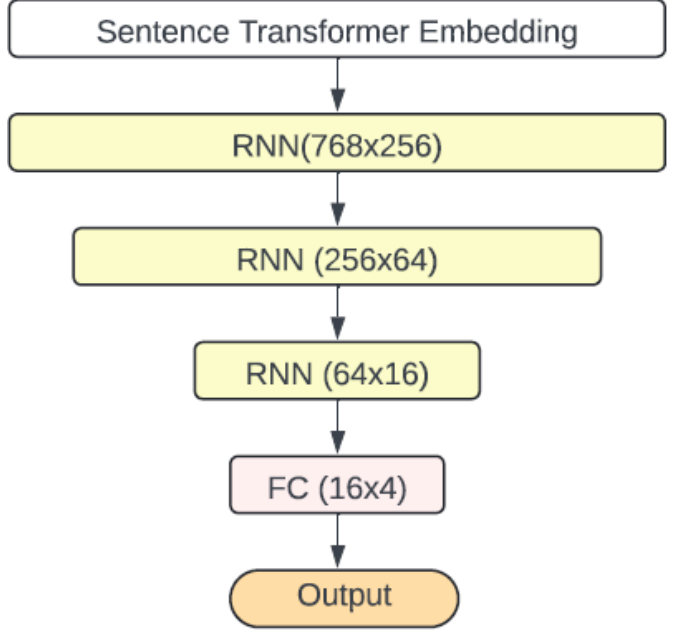 Sentence Transformer Embedding
RNN(768x256)
RNN (256x64)
RNN (64x16)
FC (16x4)
Output